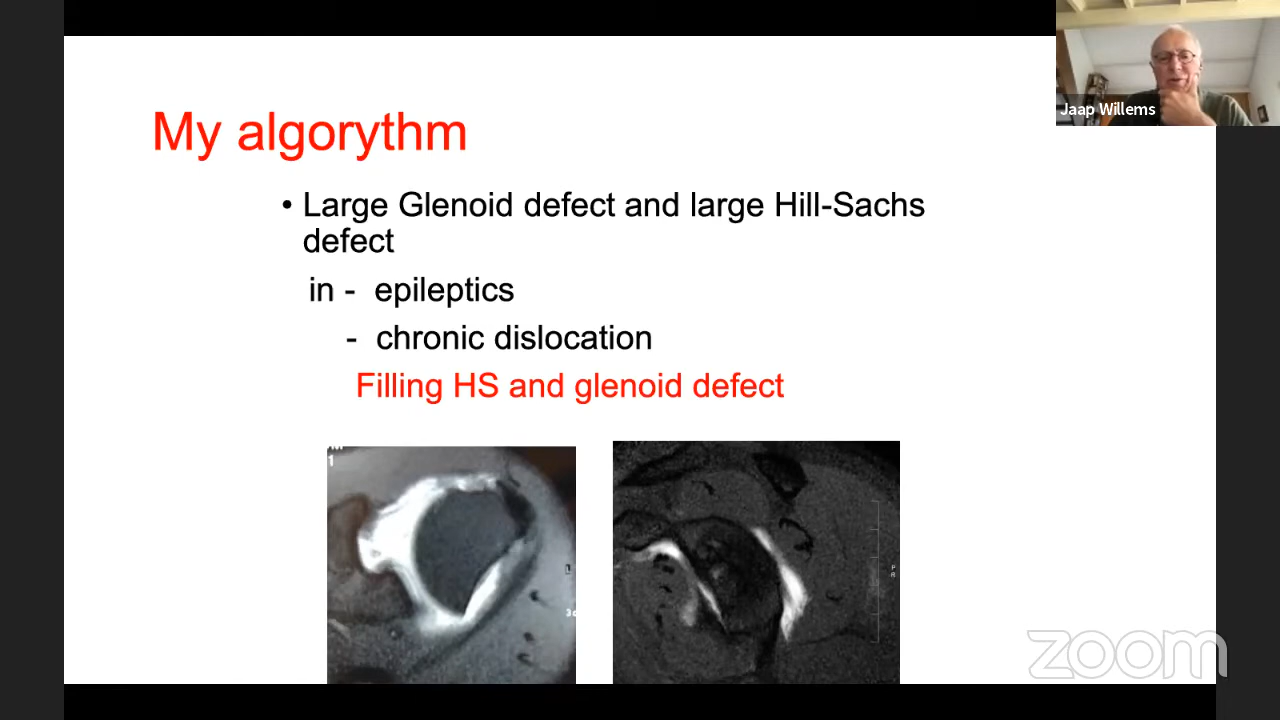 Jaap Willems
My algorythm
• Large Glenoid defect and large Hill-Sachs
defect
in - epileptics
- chronic dislocation
Filling HS and glenoid defect
1
P
R
zoom